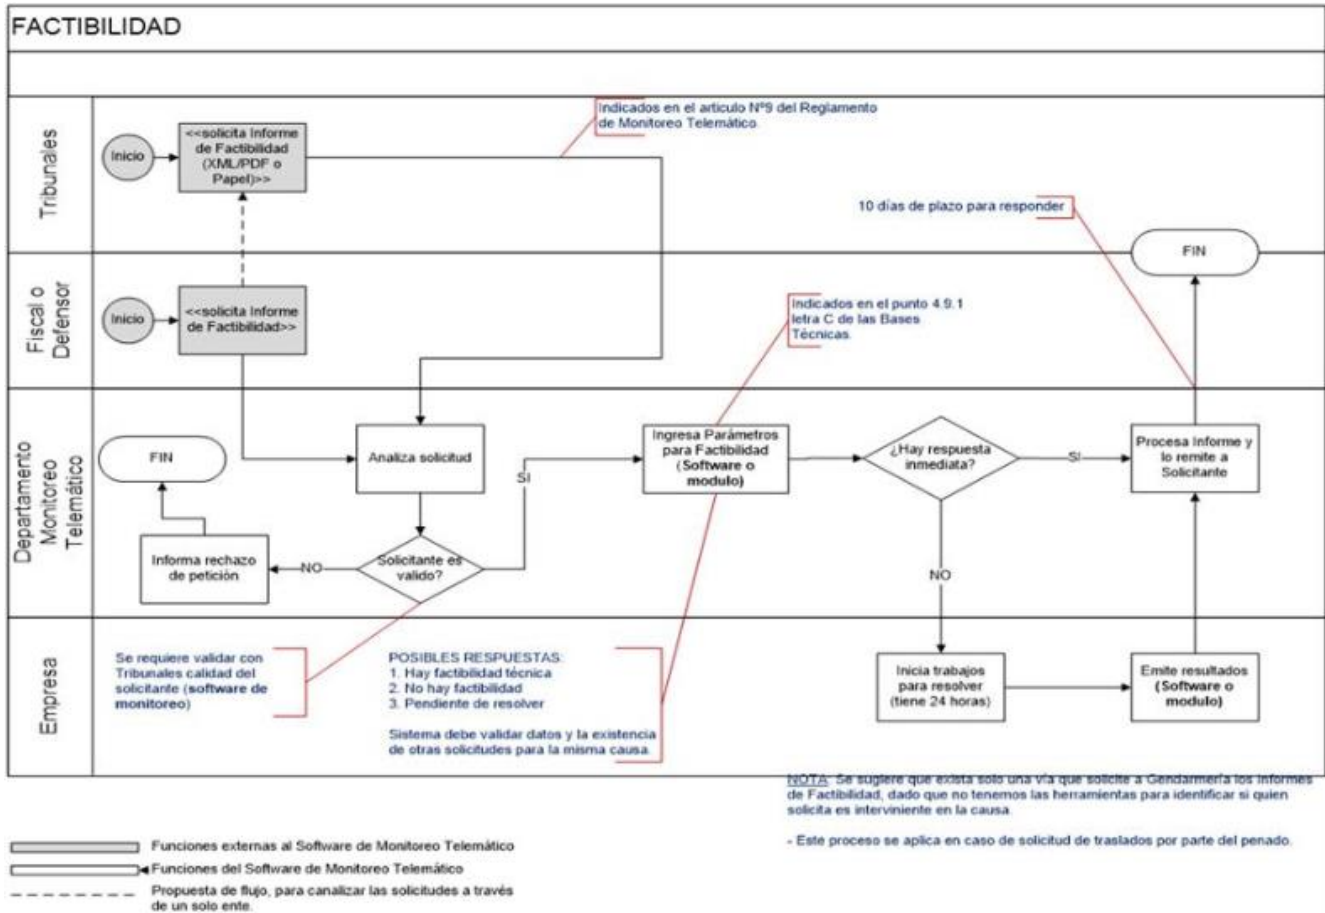 FACTIBILIDAD
Tribunales
Inicio
<<solicita Informe
de Factibilidad
(XML/PDF o
Papel)>>
Indicados en el articulo Nº9 del Reglamento
de Monitoreo Telemático.
10 días de plazo para responder
FIN
Fiscal o
Defensor
Inicio
<<solicita Informe
de Factibilidad>>
Indicados en el punto 4.9.1
letra C de las Bases
Técnicas.
Departamento
Monitoreo
Telemático
FIN
Analiza solicitud
Ingresa Parámetros
para Factibilidad
(Software o
modulo)
¿Hay respuesta
inmediata?
SI
Procesa Informe y
lo remite a
Solicitante
SI
Informa rechazo
de petición
NO
Solicitante es
valido?
NO
Empresa
Se requiere validar con
Tribunales calidad del
solicitante (software de
monitoreo)
POSIBLES RESPUESTAS:
1. Hay factibilidad técnica
2. No hay factibilidad
3. Pendiente de resolver
Sistema debe validar datos y la existencia
de otras solicitudes para la misma causa.
Inicia trabajos
para resolver
(tiene 24 horas)
Emite resultados
(Software o
modulo)
NOTA: Se sugiere que exista solo una vía que solicite a Gendarmería los Informes
de Factibilidad, dado que no tenemos las herramientas para identificar si quien
solicita es interviniente en la causa.
- Este proceso se aplica en caso de solicitud de traslados por parte del penado.
Funciones externas al Software de Monitoreo Telemático
Funciones del Software de Monitoreo Telemático
Propuesta de flujo, para canalizar las solicitudes a través
de un solo ente.